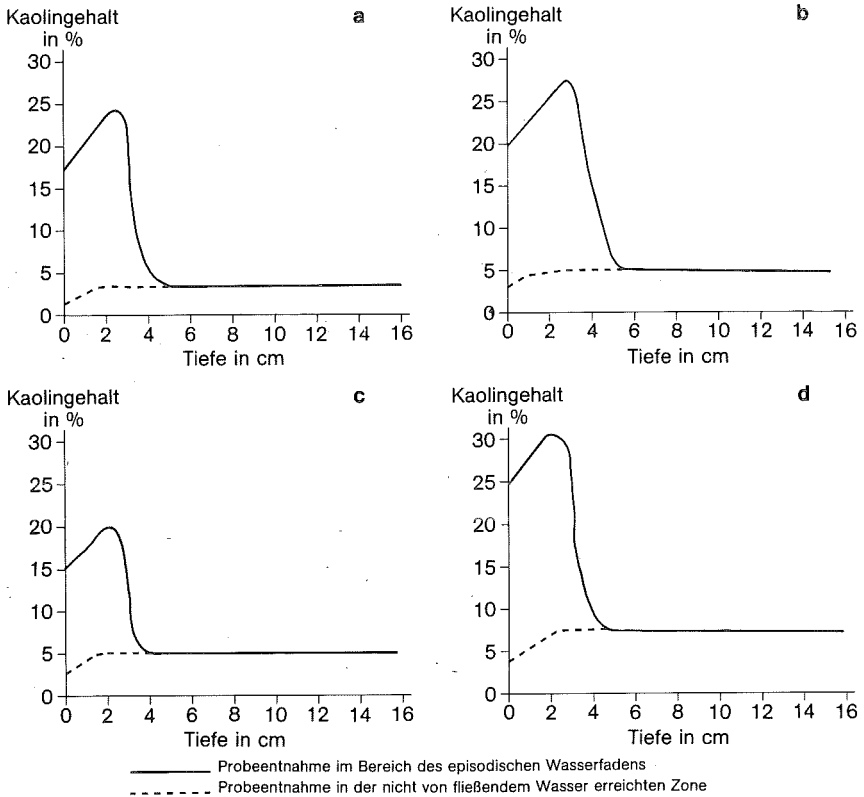 Kaolingehalt
in %
a
30
25
20
15
10
5
0
0 2 4 6 8 10 12 14 16
Tiefe in cm
Kaolingehalt
in %
b
30
25
20
15
10
5
0
0 2 4 6 8 10 12 14 16
Tiefe in cm
Kaolingehalt
in %
c
30
25
20
15
10
5
0
0 2 4 6 8 10 12 14 16
Tiefe in cm
Kaolingehalt
in %
d
30
25
20
15
10
5
0
0 2 4 6 8 10 12 14 16
Tiefe in cm
Probeentnahme im Bereich des episodischen Wasserfadens
Probeentnahme in der nicht von fließendem Wasser erreichten Zone